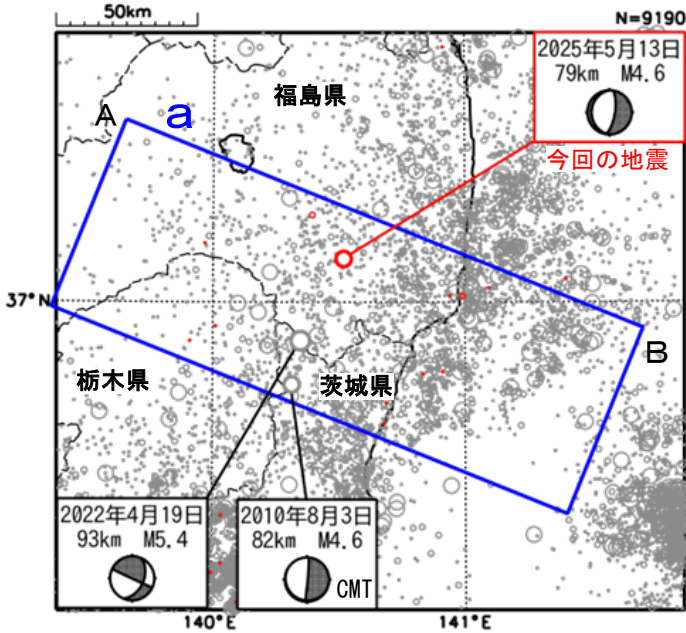 50km
N=9190
2025年5月13日
79km M4.6
今回の地震
福島県
A
a
37°N
B
栃木県
茨城県
2022年4月19日
93km M5.4
2010年8月3日
82km M4.6
CMT
140°E
141°E